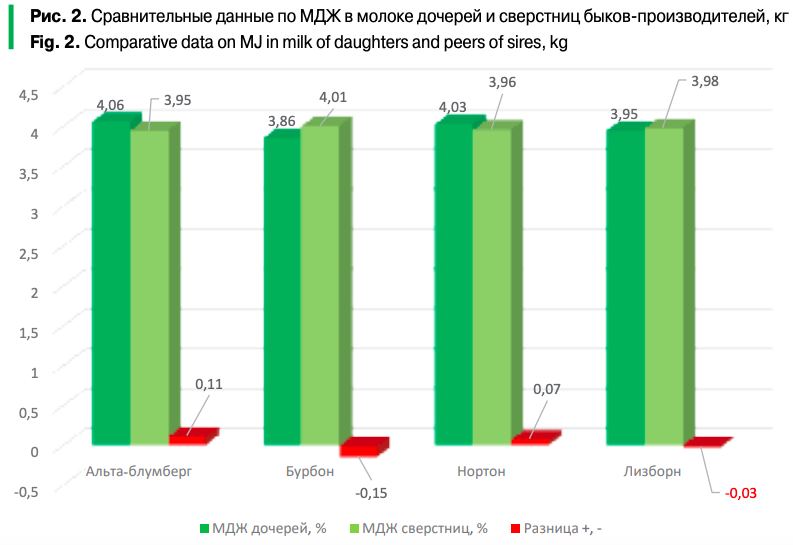 Рис. 2. Сравнительные данные по МДЖ в молоке дочерей и сверстниц быков-производителей, кг
Fig. 2. Comparative data on MJ in milk of daughters and peers of sires, kg
4,5
4
3,5
3
2,5
2
1,5
1
0,5
0
-0,5
4,06
3,95
0,11
3,86
4,01
-0,15
4,03
3,96
0,07
3,95
3,98
-0,03
Альта-блумберг
Бурбон
Нортон
Лизборн
МДЖ дочерей, %
МДЖ сверстниц, %
Разница +, -